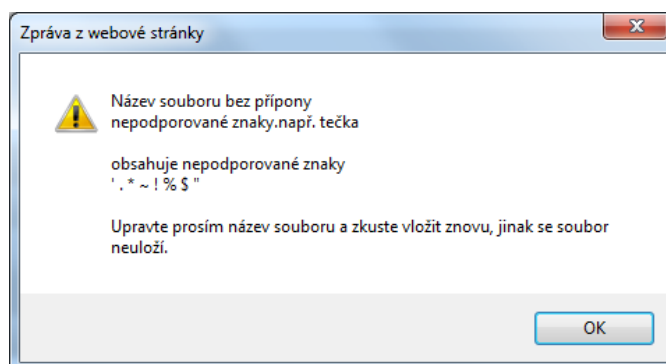 Zpráva z webové stránky
Název souboru bez přípony
nepodporované znaky.např. tečka
obsahuje nepodporované znaky
' . * ~ ! % $ "
Upravte prosím název souboru a zkuste vložit znovu, jinak se soubor
neuloží.
OK